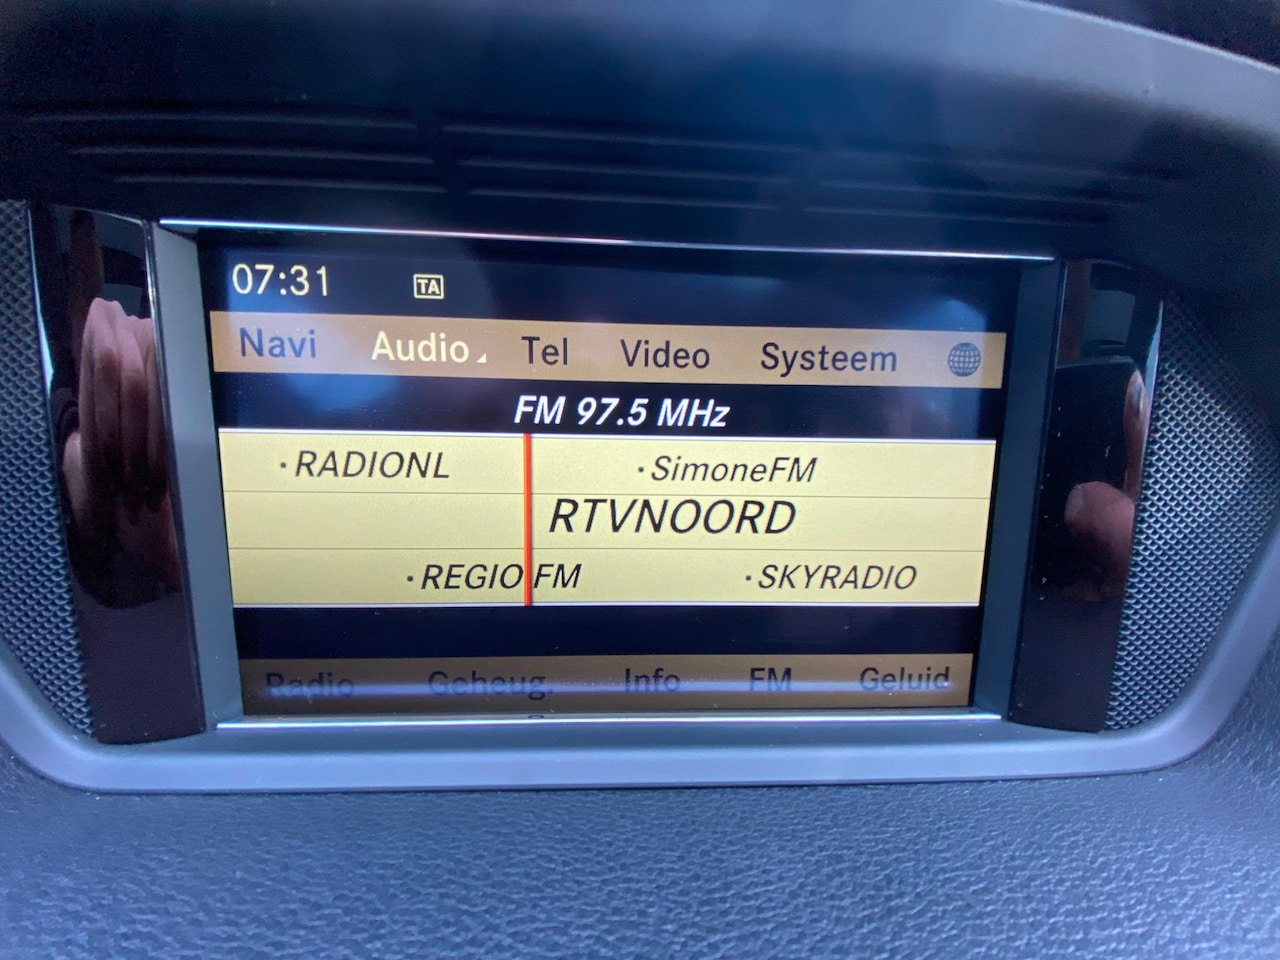 07:31 TA
Navi Audio Tel Video Systeem
FM 97.5 MHz
·RADIONL ·SimoneFM
RTVNOORD
·REGIO FM ·SKYRADIO
Radio Geheug. Info FM Geluid